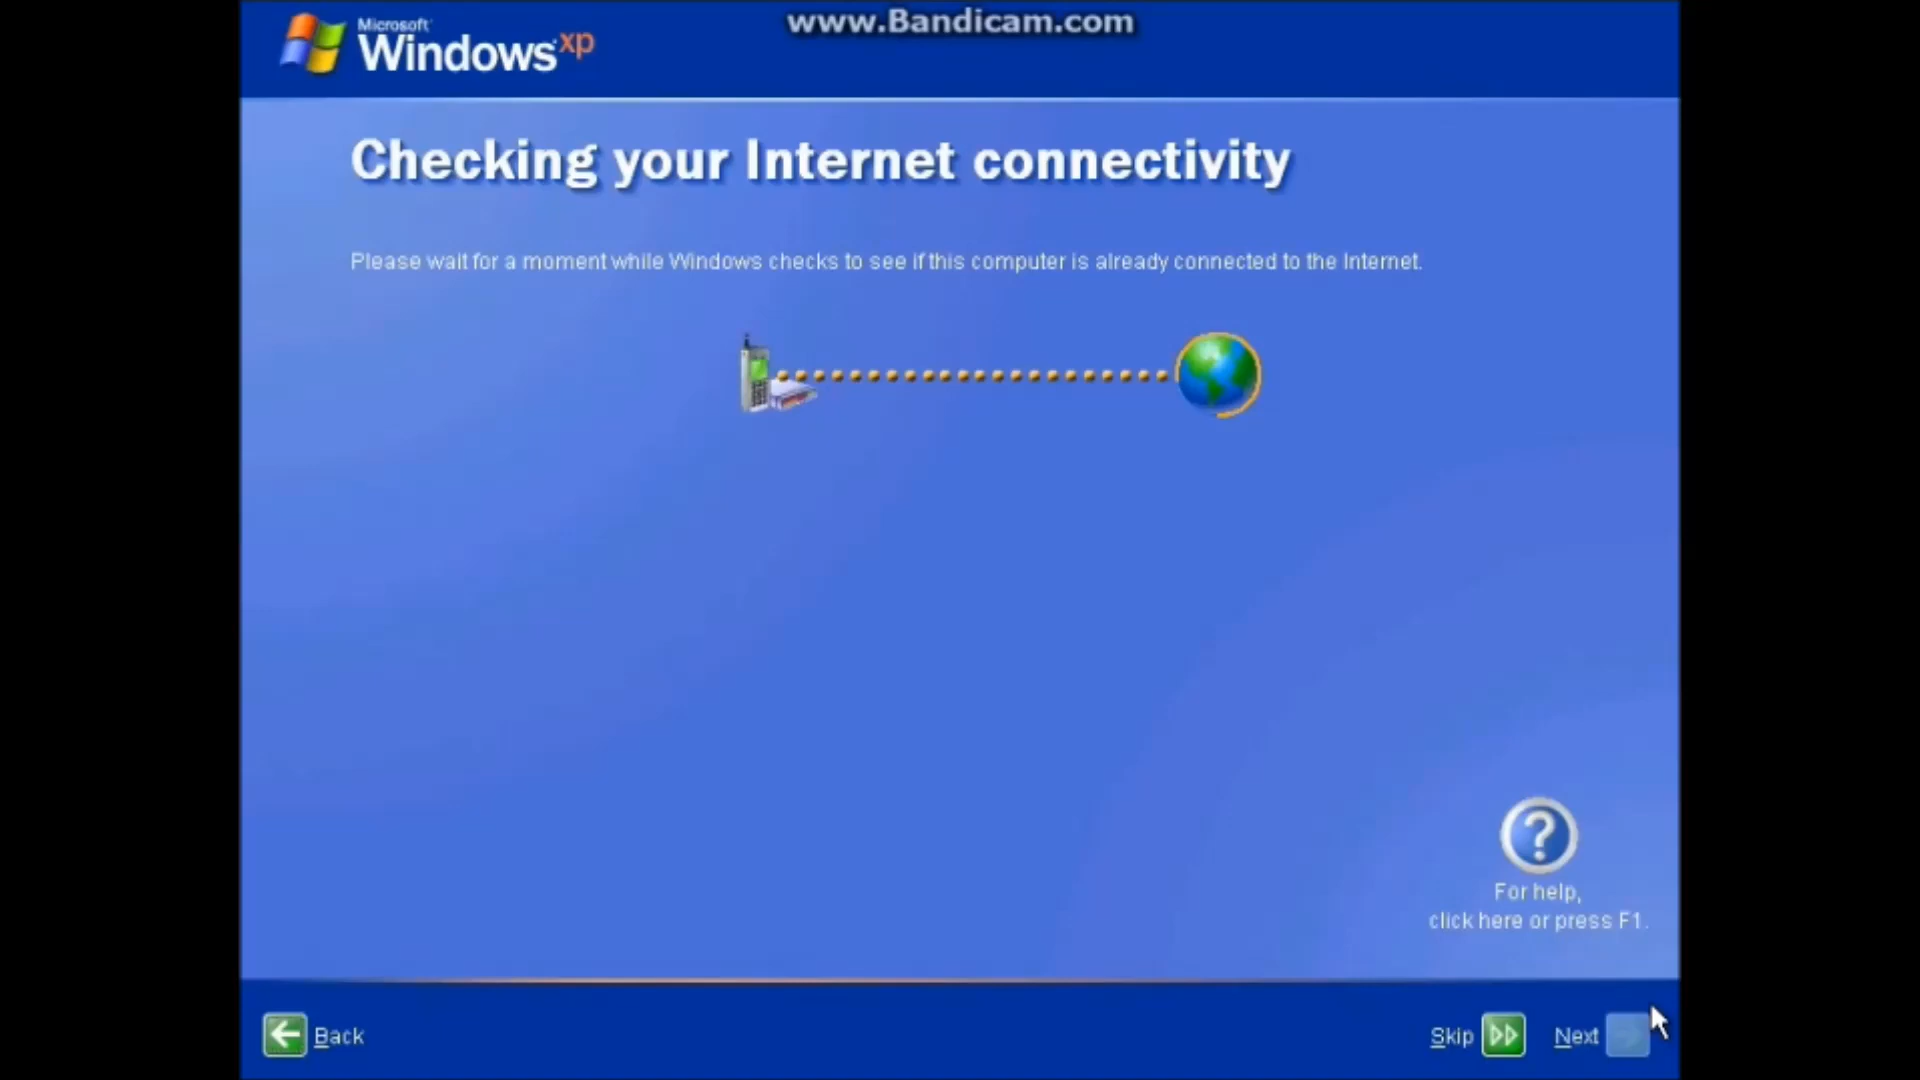 www.Bandicam.com
Microsoft
Windows xp
Checking your Internet connectivity
Please wait for a moment while Windows checks to see if this computer is already connected to the Internet.
?
For help,
click here or press F1.
Back
Skip
Next